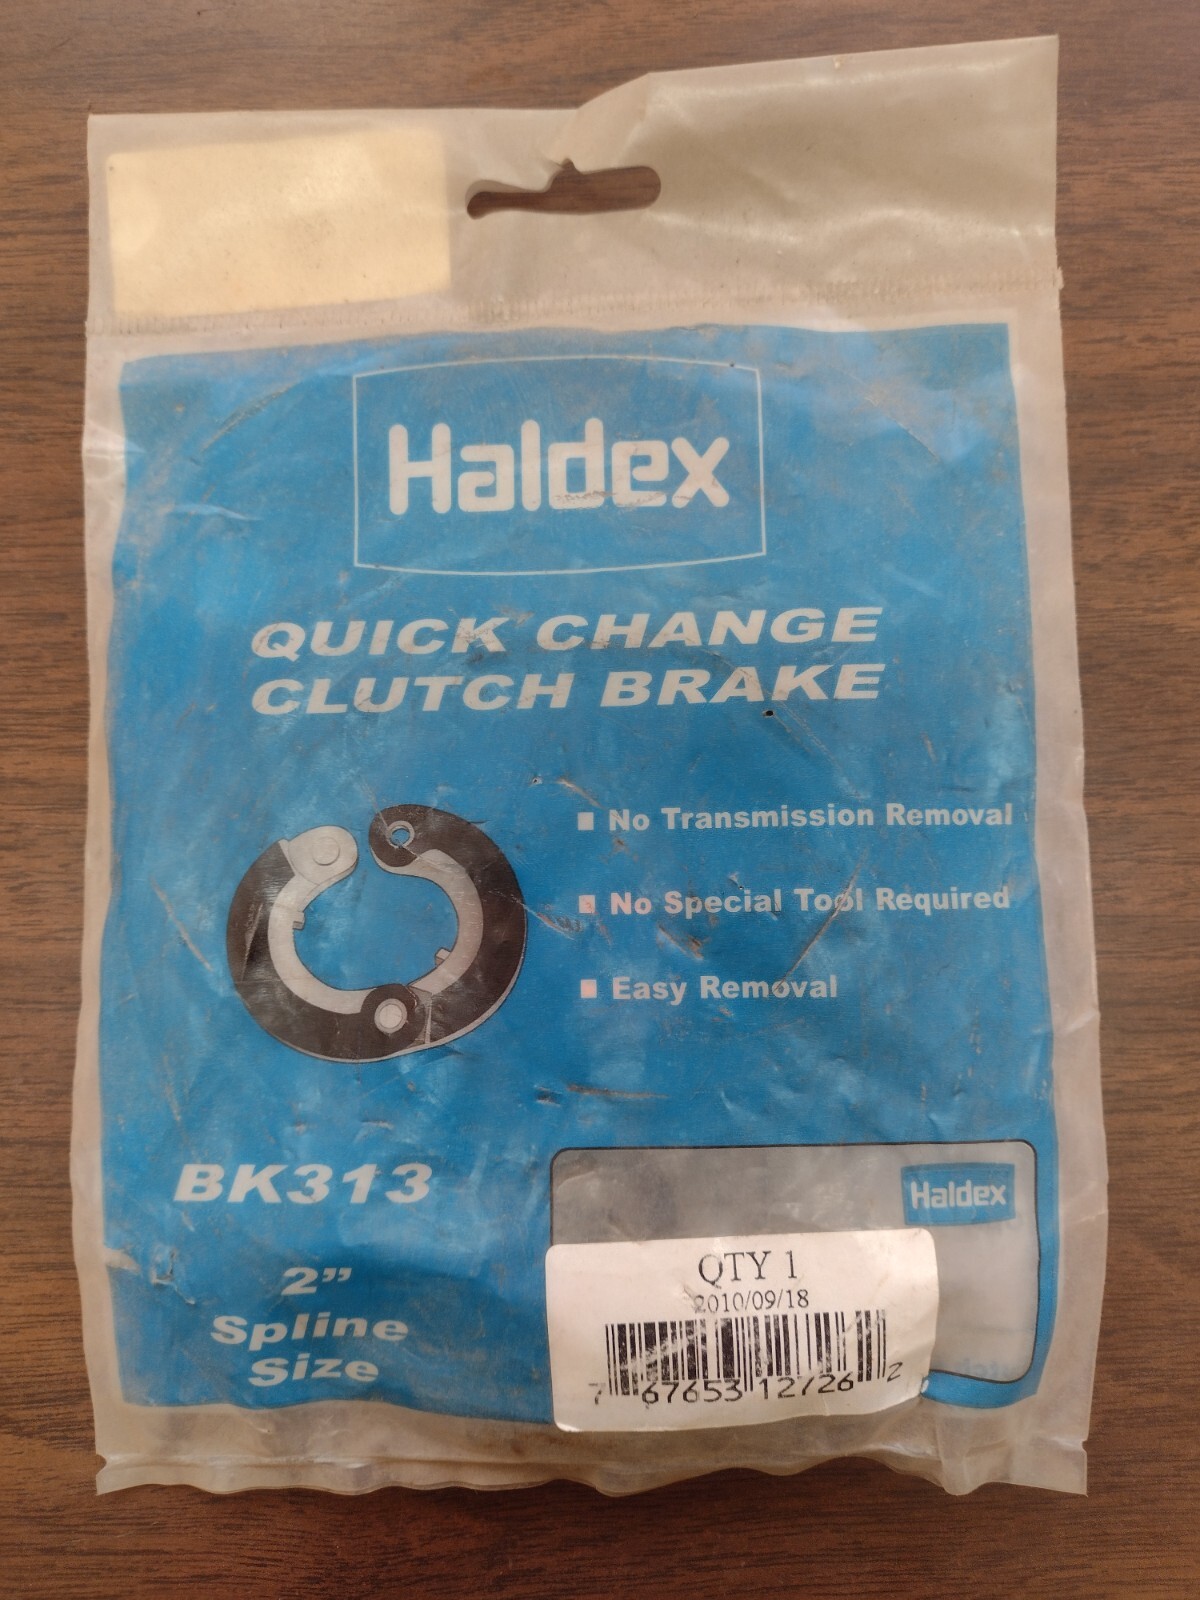 Haldex
QUICK CHANGE
CLUTCH BRAKE
■ No Transmission Removal
■ No Special Tool Required
■ Easy Removal
BK313
2”
Spline
Size
Haldex
QTY 1
2010/09/18
7 67653 12726 2